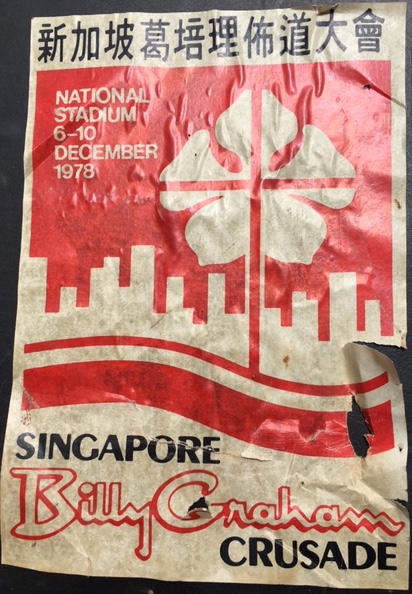 新加坡葛培理佈道大會
NATIONAL
STADIUM
6-10
DECEMBER
1978
SINGAPORE
Billy Graham
CRUSADE